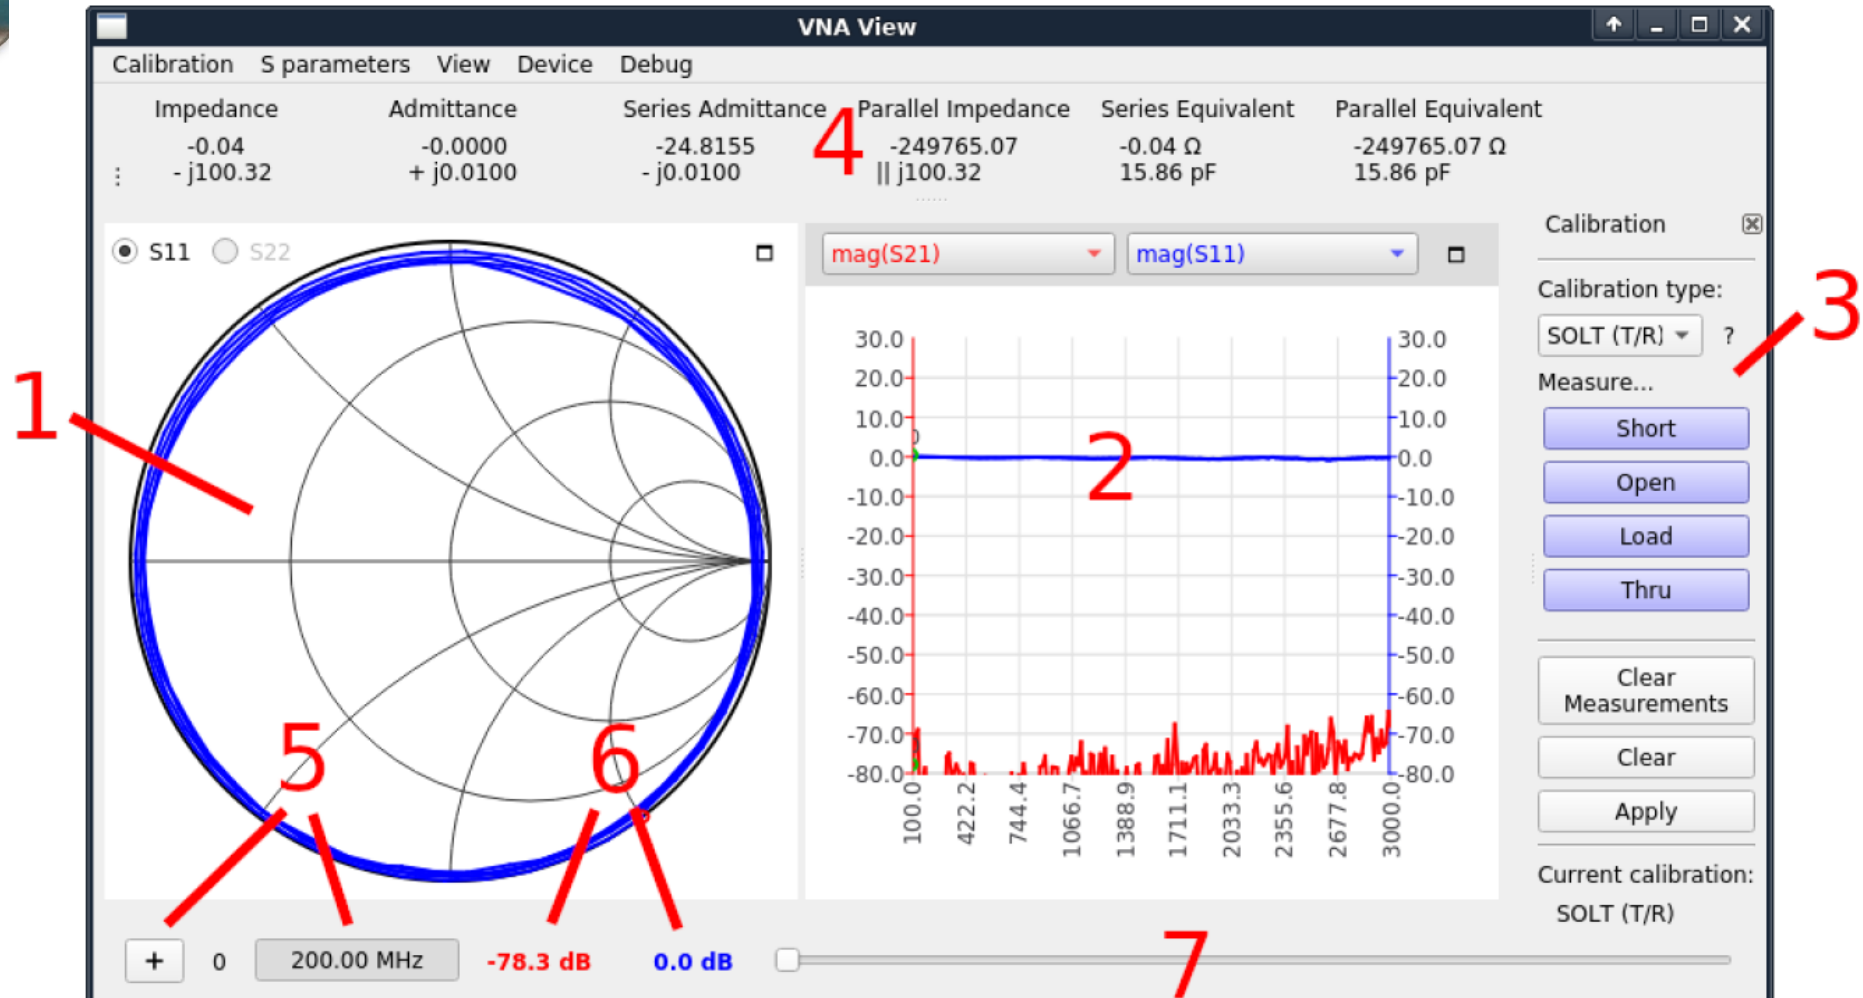 VNA View
Calibration S parameters View Device Debug
Impedance Admittance Series Admittance Parallel Impedance Series Equivalent Parallel Equivalent
-0.04 -0.0000 -24.8155 -249765.07 -0.04 Ω -249765.07 Ω
- j100.32 + j0.0100 - j0.0100 || j100.32 15.86 pF 15.86 pF
4
S11 S22
mag(S21) mag(S11)
Calibration
Calibration type:
SOLT (T/R) ?
3
Measure...
Short
Open
Load
Thru
Clear
Measurements
Clear
Apply
Current calibration:
SOLT (T/R)
1
2
30.0 30.0
20.0 20.0
10.0 10.0
0
0.0 0.0
-10.0 -10.0
-20.0 -20.0
-30.0 -30.0
-40.0 -40.0
-50.0 -50.0
-60.0 -60.0
-70.0 -70.0
-80.0 -80.0
100.0 422.2 744.4 1066.7 1388.9 1711.1 2033.3 2355.6 2677.8 3000.0
5 6
+ 0 200.00 MHz -78.3 dB 0.0 dB
7